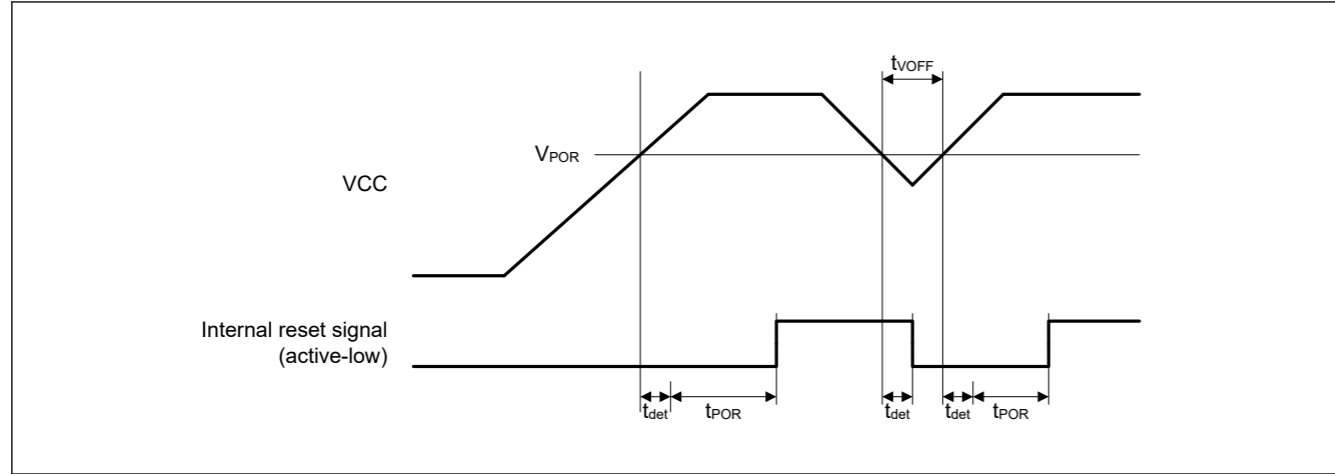 tVOFF
VPOR
VCC
Internal reset signal
(active-low)
tdet tPOR tdet tdet tPOR